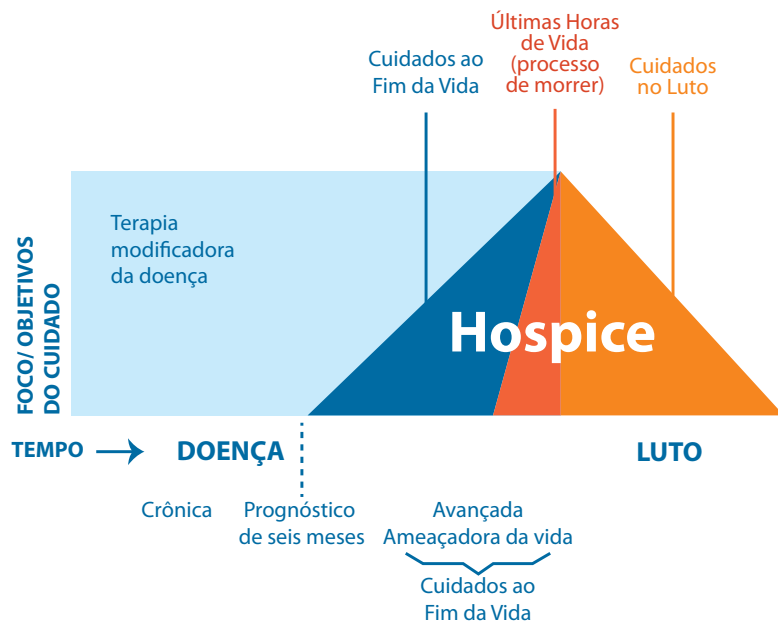 Últimas Horas
de Vida
(processo
de morrer)
Cuidados ao
Fim da Vida
Cuidados
no Luto
Terapia
modificadora
da doença
Hospice
FOCO/ OBJETIVOS
DO CUIDADO
TEMPO
DOENÇA
LUTO
Crônica
Prognóstico
de seis meses
Avançada
Ameaçadora da vida
Cuidados ao
Fim da Vida